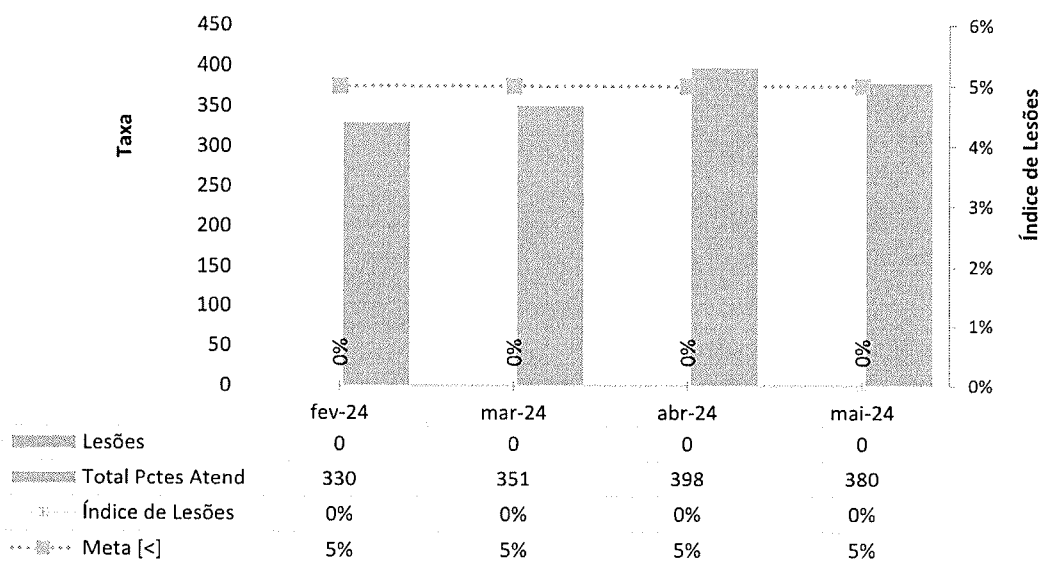 450
400
350
300
250
200
150
100
50
0
Taxa
6%
5%
4%
3%
2%
1%
0%
Índice de Lesões
0% 0% 0% 0%
fev-24 mar-24 abr-24 mai-24
Lesões 0 0 0 0
Total Pctes Atend 330 351 398 380
Índice de Lesões 0% 0% 0% 0%
Meta [<] 5% 5% 5% 5%